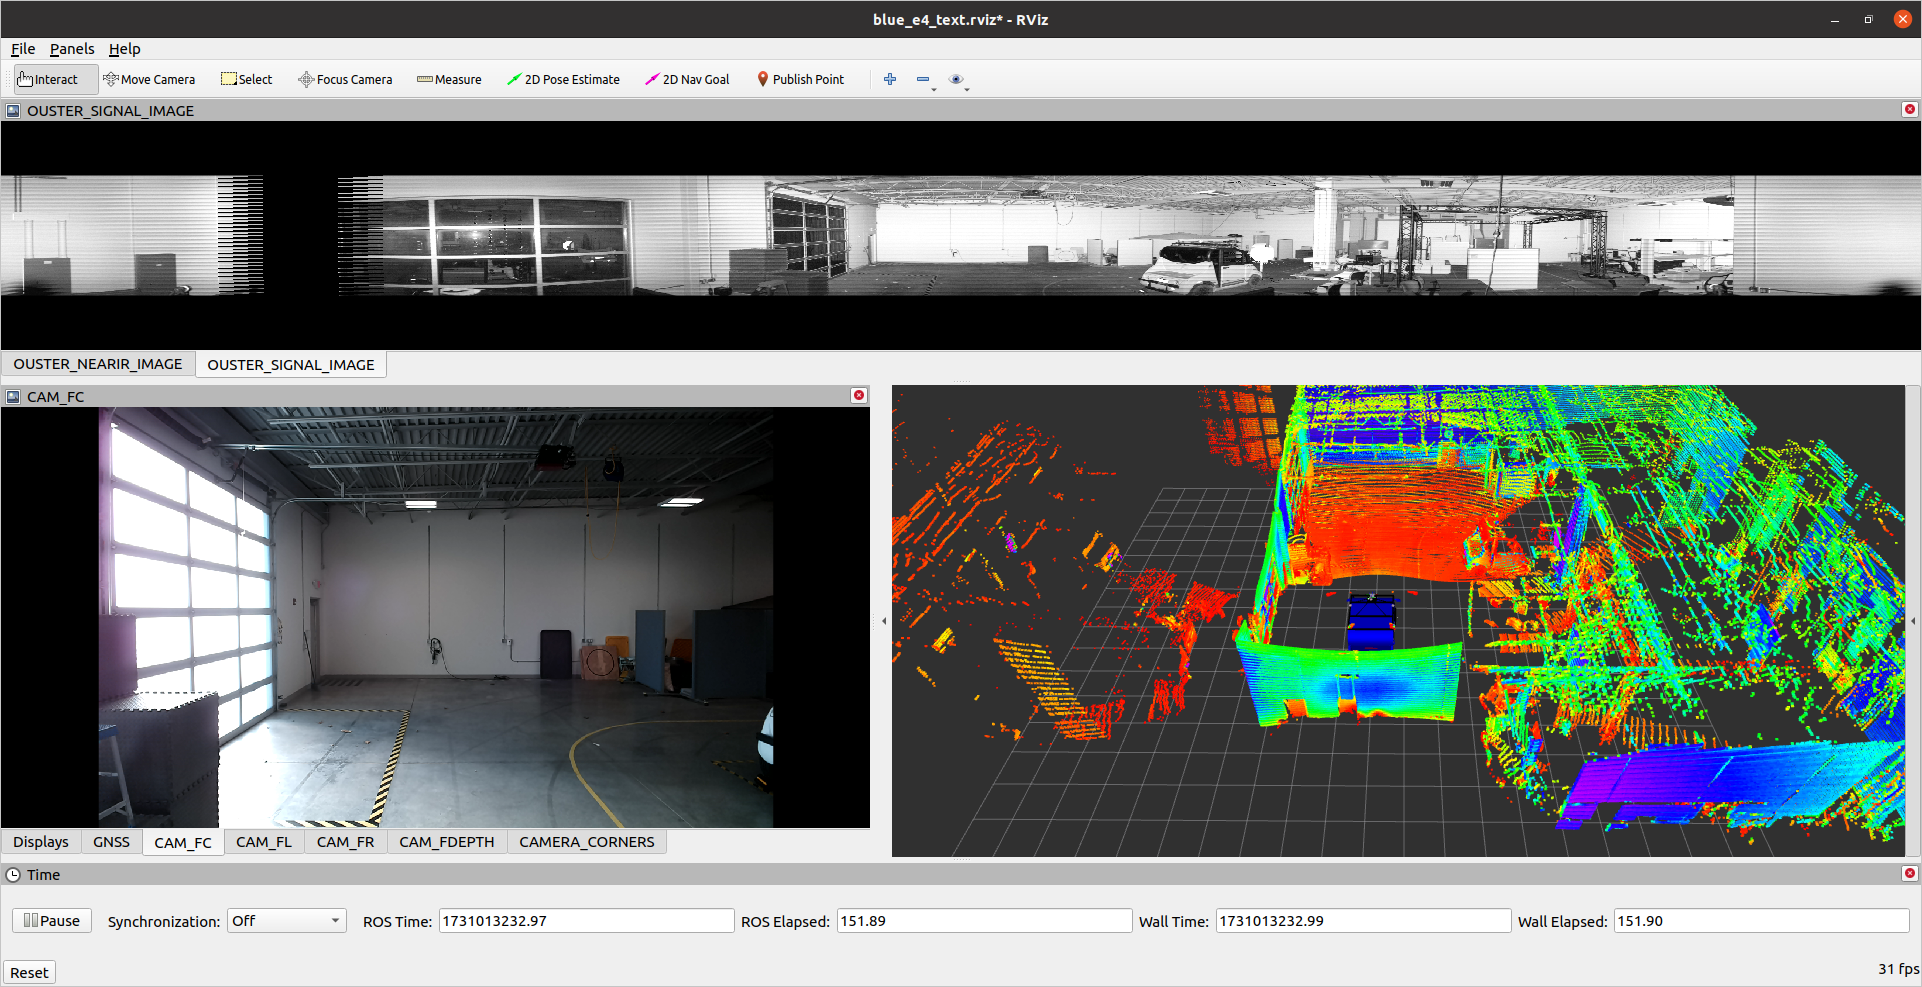 blue_e4_text.rviz* - RViz
File Panels Help
Interact Move Camera Select Focus Camera Measure 2D Pose Estimate 2D Nav Goal Publish Point
OUSTER_SIGNAL_IMAGE
OUSTER_NEARIR_IMAGE OUSTER_SIGNAL_IMAGE
CAM_FC
Displays GNSS CAM_FC CAM_FL CAM_FR CAM_FDEPTH CAMERA_CORNERS
Time
Pause Synchronization: Off ROS Time: 1731013232.97 ROS Elapsed: 151.89 Wall Time: 1731013232.99 Wall Elapsed: 151.90
Reset 31 fps